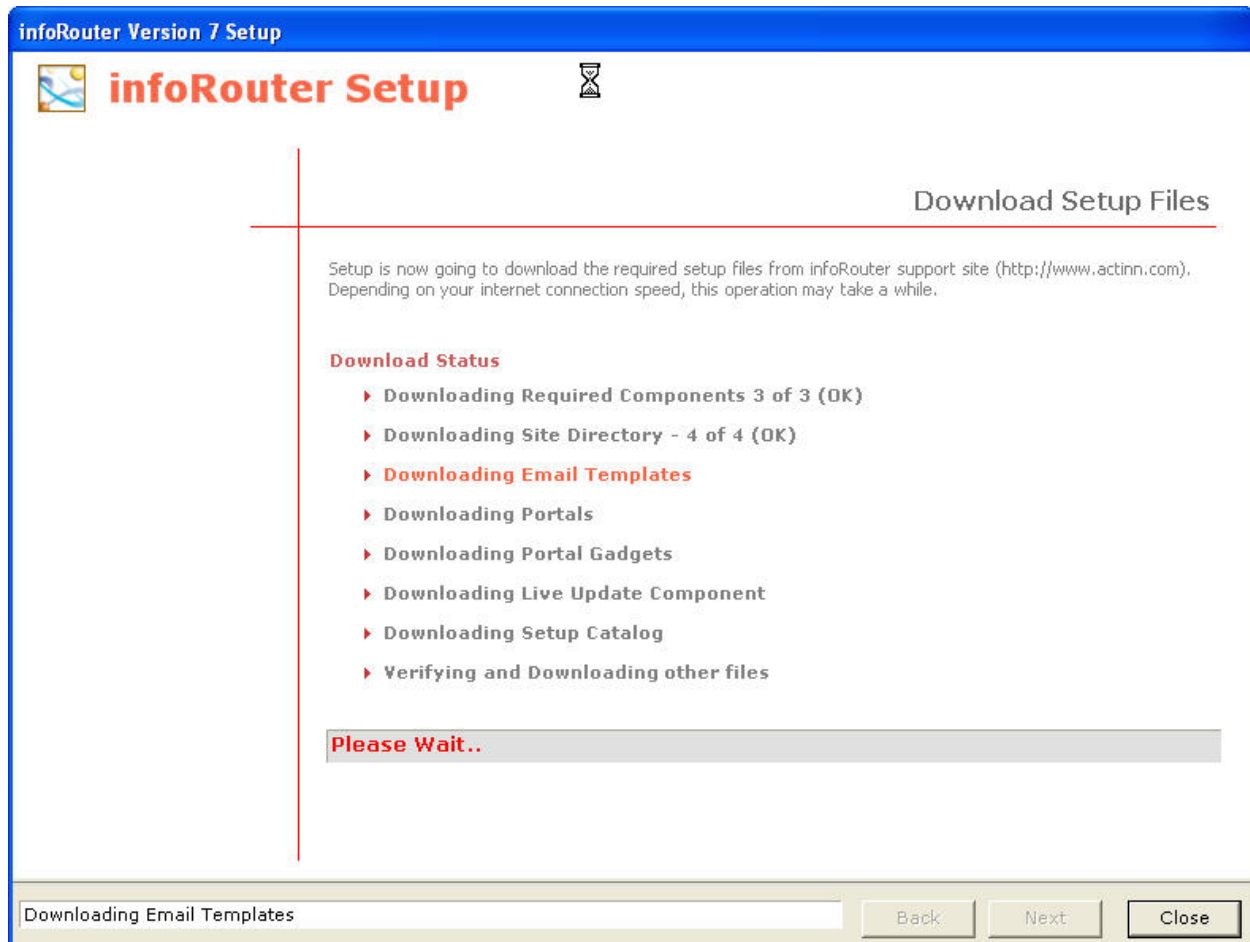 infoRouter Version 7 Setup
infoRouter Setup
Download Setup Files
Setup is now going to download the required setup files from infoRouter support site (http://www.actinn.com).
Depending on your internet connection speed, this operation may take a while.
Download Status
Downloading Required Components 3 of 3 (OK)
Downloading Site Directory - 4 of 4 (OK)
Downloading Email Templates
Downloading Portals
Downloading Portal Gadgets
Downloading Live Update Component
Downloading Setup Catalog
Verifying and Downloading other files
Please Wait..
Downloading Email Templates
Back
Next
Close